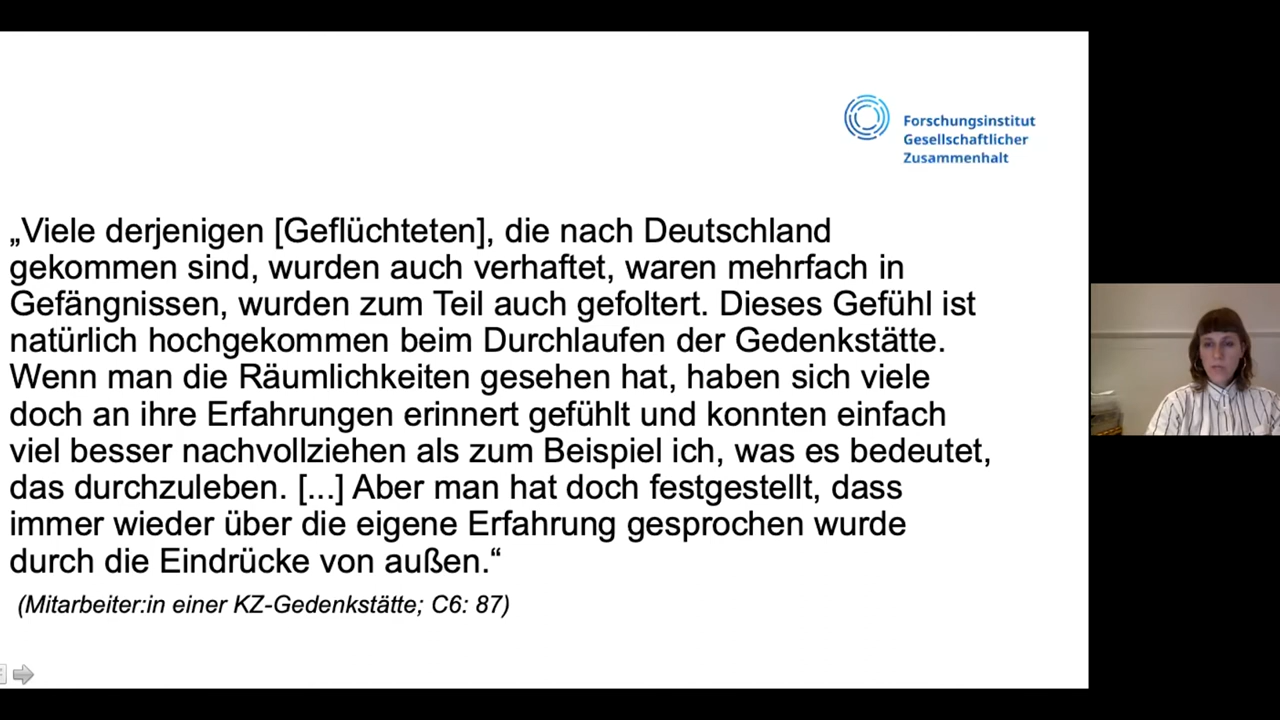 Forschungsinstitut
Gesellschaftlicher
Zusammenhalt
„Viele derjenigen [Geflüchteten], die nach Deutschland
gekommen sind, wurden auch verhaftet, waren mehrfach in
Gefängnissen, wurden zum Teil auch gefoltert. Dieses Gefühl ist
natürlich hochgekommen beim Durchlaufen der Gedenkstätte.
Wenn man die Räumlichkeiten gesehen hat, haben sich viele
doch an ihre Erfahrungen erinnert gefühlt und konnten einfach
viel besser nachvollziehen als zum Beispiel ich, was es bedeutet,
das durchzuleben. [...] Aber man hat doch festgestellt, dass
immer wieder über die eigene Erfahrung gesprochen wurde
durch die Eindrücke von außen.“
(Mitarbeiter:in einer KZ-Gedenkstätte; C6: 87)